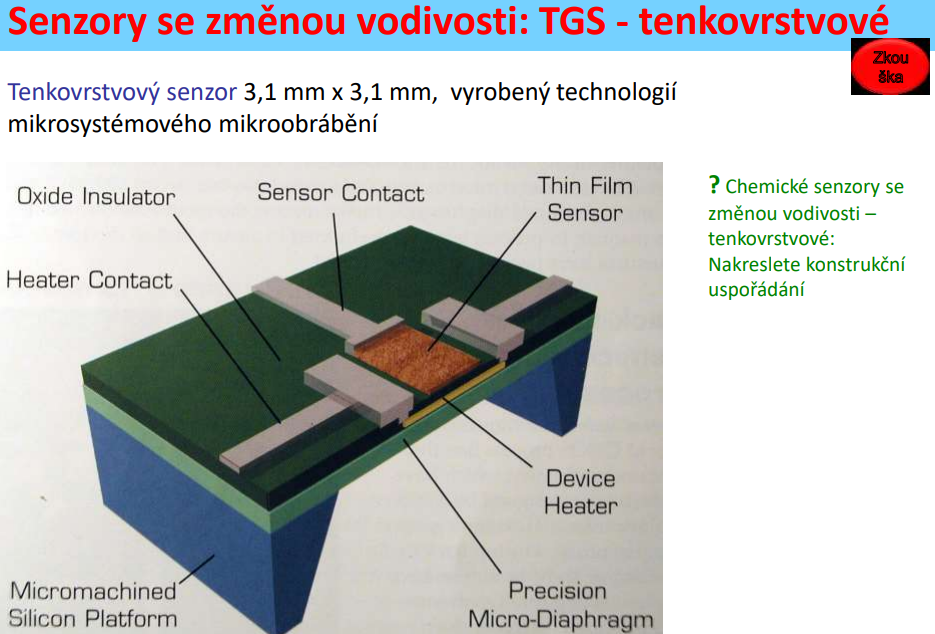 Senzory se změnou vodivosti: TGS - tenkovrstvové
Zkou
ška
Tenkovrstvový senzor 3,1 mm x 3,1 mm, vyrobený technologií
mikrosystémového mikroobrábění
Oxide Insulator
Sensor Contact
Thin Film
Sensor
Heater Contact
Device
Heater
Micromachined
Silicon Platform
Precision
Micro-Diaphragm
? Chemické senzory se
změnou vodivosti –
tenkovrstvové:
Nakreslete konstrukční
uspořádání